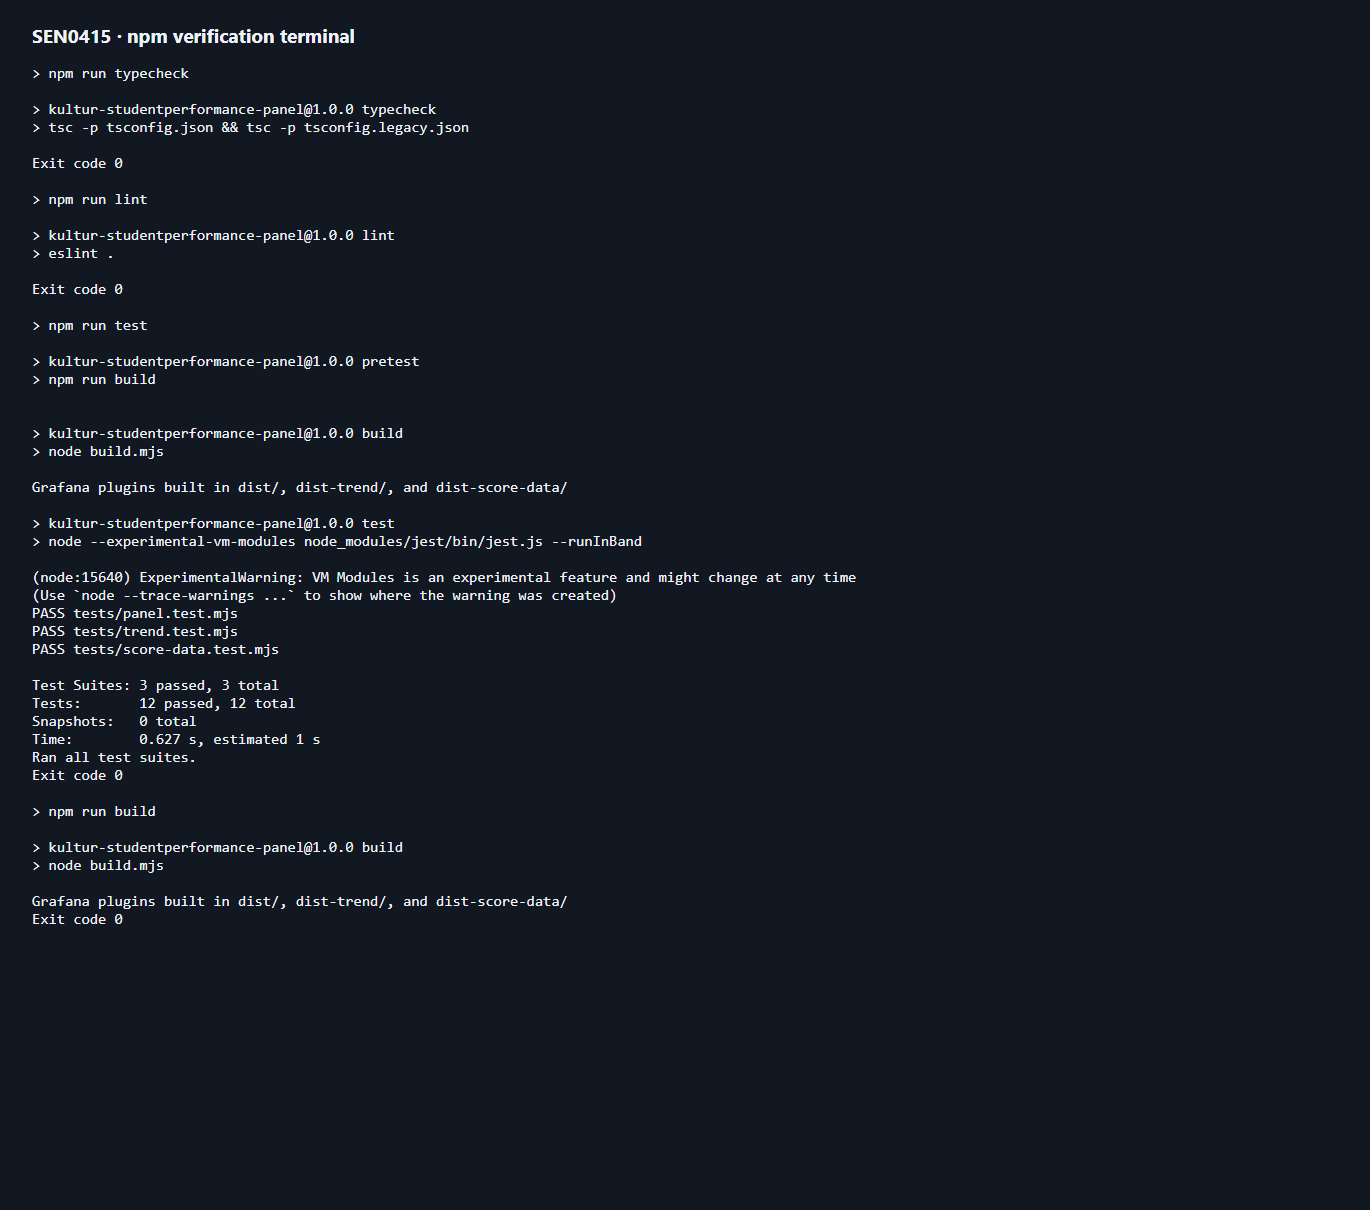 SEN0415 · npm verification terminal
> npm run typecheck
> kultur-studentperformance-panel@1.0.0 typecheck
> tsc -p tsconfig.json && tsc -p tsconfig.legacy.json
Exit code 0
> npm run lint
> kultur-studentperformance-panel@1.0.0 lint
> eslint .
Exit code 0
> npm run test
> kultur-studentperformance-panel@1.0.0 pretest
> npm run build
> kultur-studentperformance-panel@1.0.0 build
> node build.mjs
Grafana plugins built in dist/, dist-trend/, and dist-score-data/
> kultur-studentperformance-panel@1.0.0 test
> node --experimental-vm-modules node_modules/jest/bin/jest.js --runInBand
(node:15640) ExperimentalWarning: VM Modules is an experimental feature and might change at any time
(Use `node --trace-warnings ...` to show where the warning was created)
PASS tests/panel.test.mjs
PASS tests/trend.test.mjs
PASS tests/score-data.test.mjs
Test Suites: 3 passed, 3 total
Tests:       12 passed, 12 total
Snapshots:   0 total
Time:        0.627 s, estimated 1 s
Ran all test suites.
Exit code 0
> npm run build
> kultur-studentperformance-panel@1.0.0 build
> node build.mjs
Grafana plugins built in dist/, dist-trend/, and dist-score-data/
Exit code 0